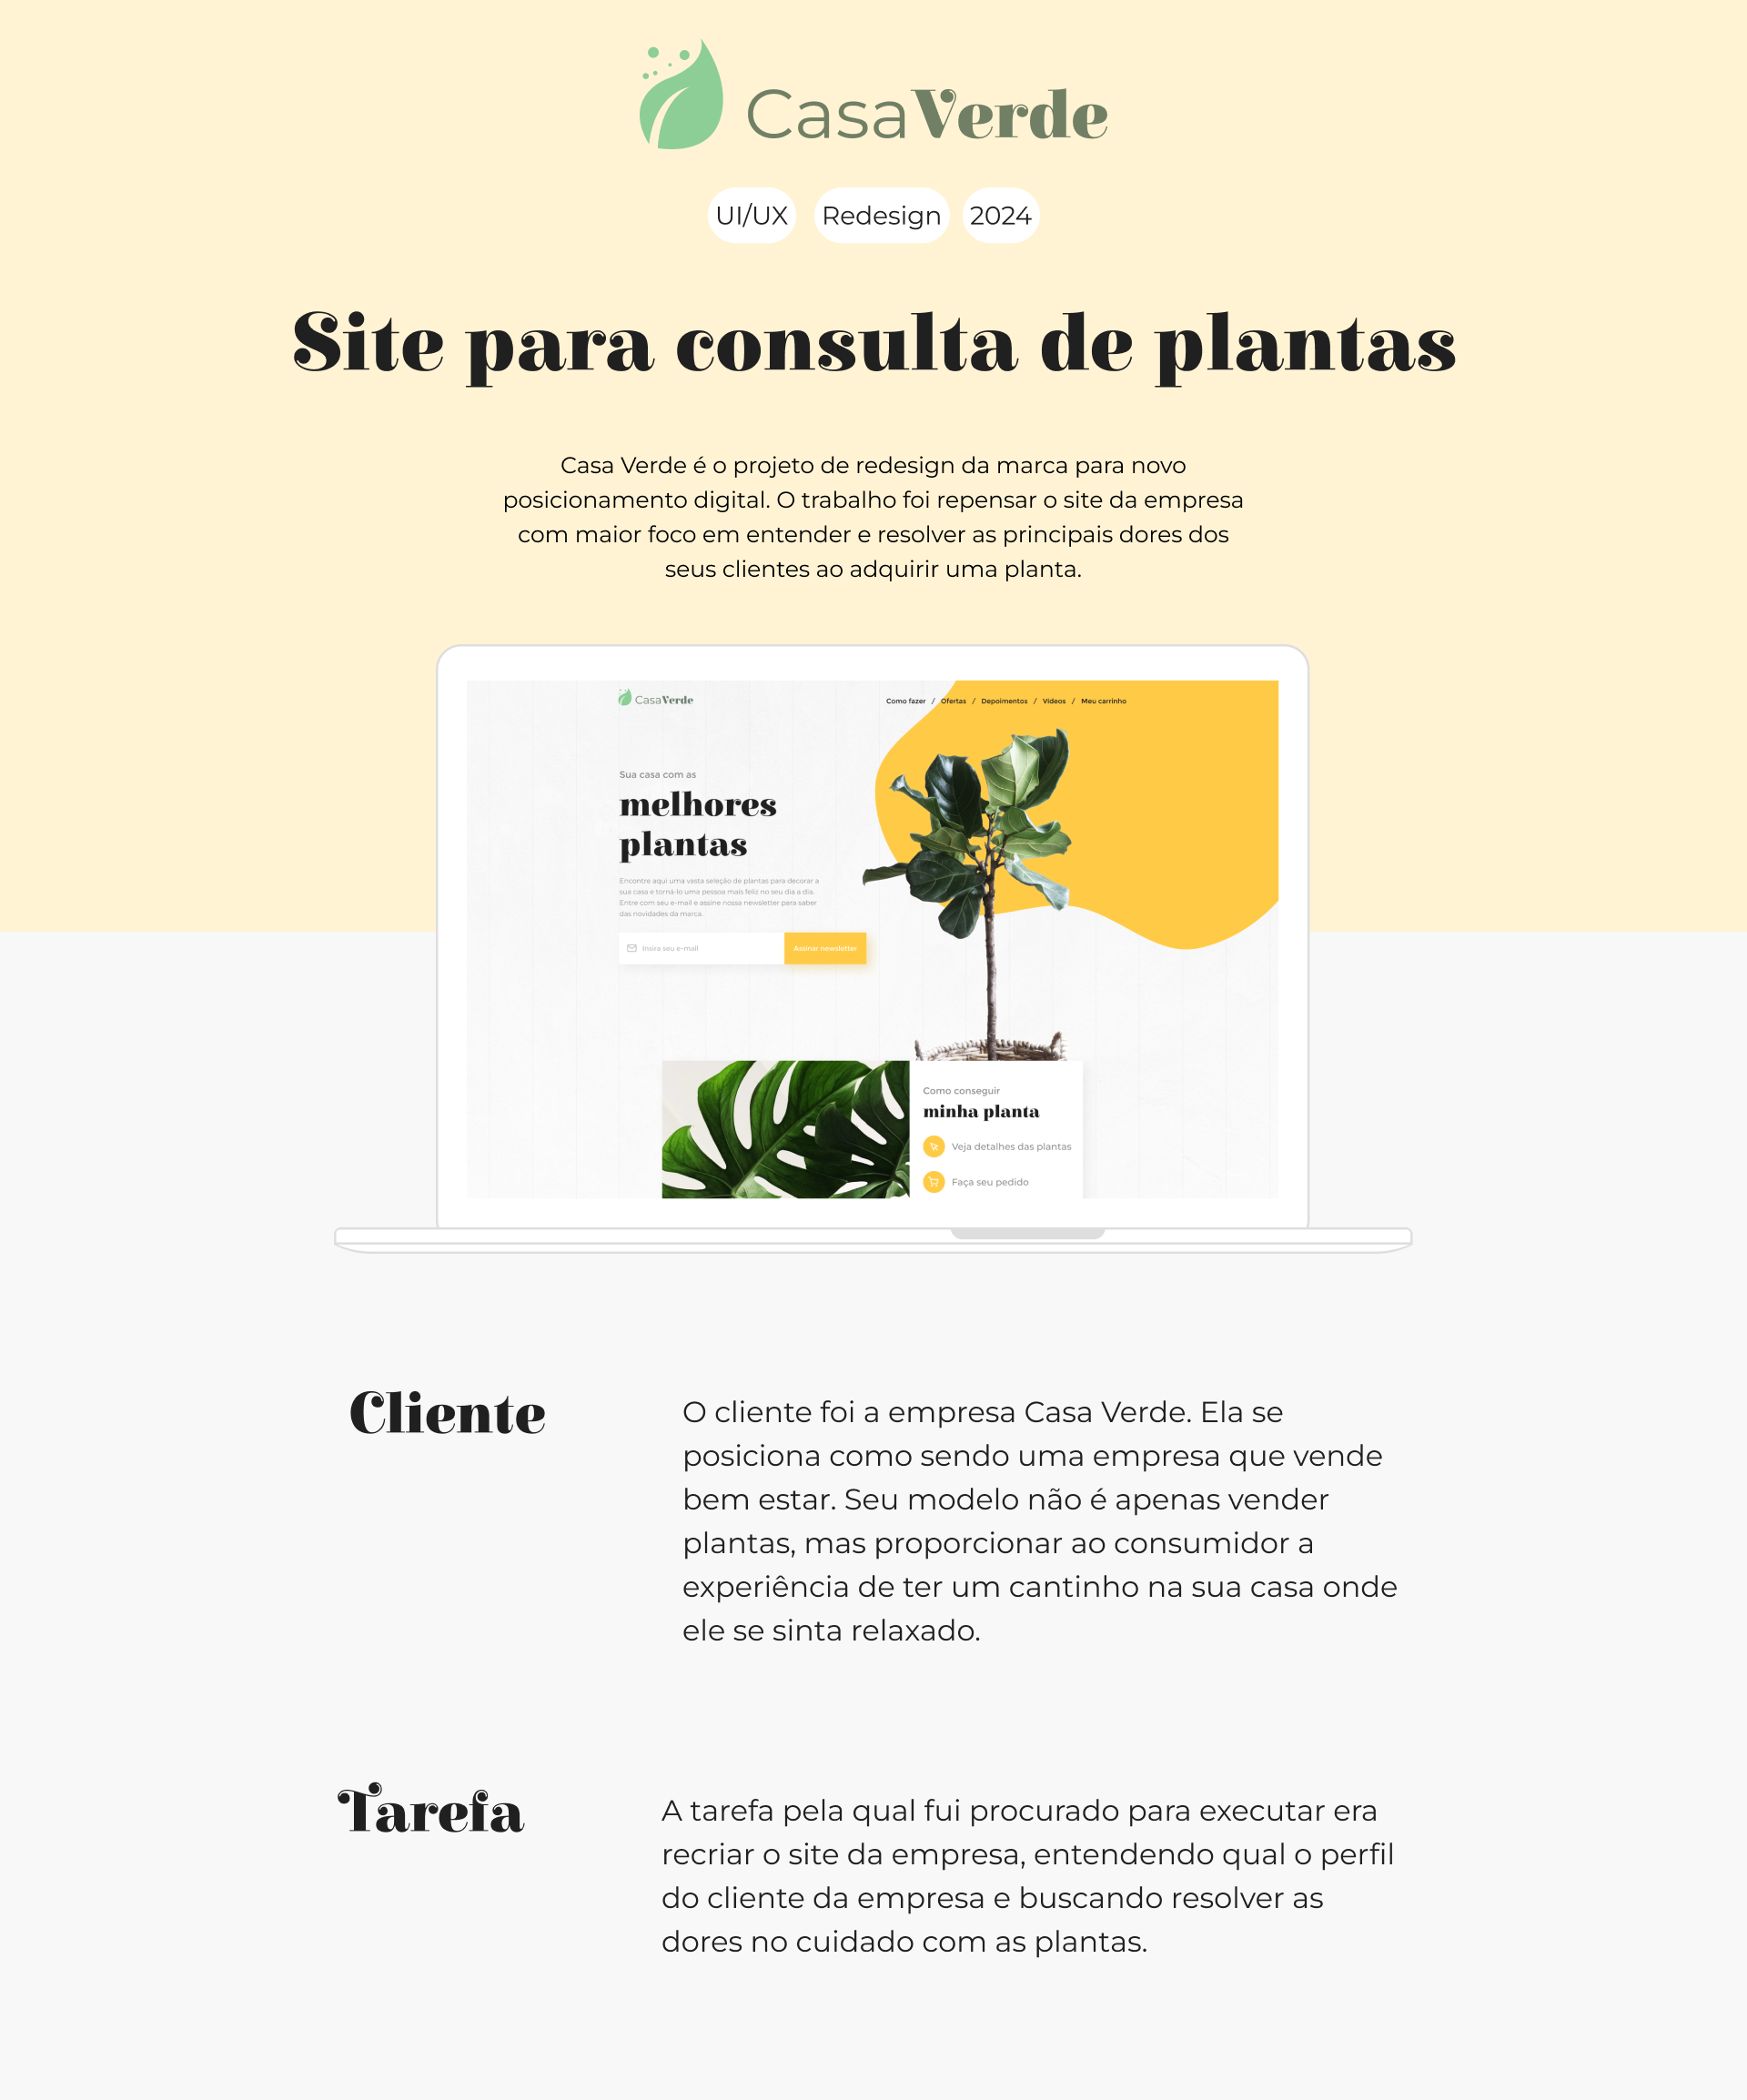 CasaVerde
UI/UX Redesign 2024
Site para consulta de plantas
Casa Verde é o projeto de redesign da marca para novo
posicionamento digital. O trabalho foi repensar o site da empresa
com maior foco em entender e resolver as principais dores dos
seus clientes ao adquirir uma planta.
CasaVerde
Como fazer / Ofertas / Depoimentos / Vídeos / Meu carrinho
Sua casa com as
melhores
plantas
Encontre aqui uma vasta seleção de plantas para decorar a
sua casa e torná-lo uma pessoa mais feliz no seu dia a dia.
Entre com seu e-mail e assine nossa newsletter para saber
das novidades da marca.
Insira seu e-mail
Assinar newsletter
Como conseguir
minha planta
Veja detalhes das plantas
Faça seu pedido
Cliente
O cliente foi a empresa Casa Verde. Ela se
posiciona como sendo uma empresa que vende
bem estar. Seu modelo não é apenas vender
plantas, mas proporcionar ao consumidor a
experiência de ter um cantinho na sua casa onde
ele se sinta relaxado.
Tarefa
A tarefa pela qual fui procurado para executar era
recriar o site da empresa, entendendo qual o perfil
do cliente da empresa e buscando resolver as
dores no cuidado com as plantas.